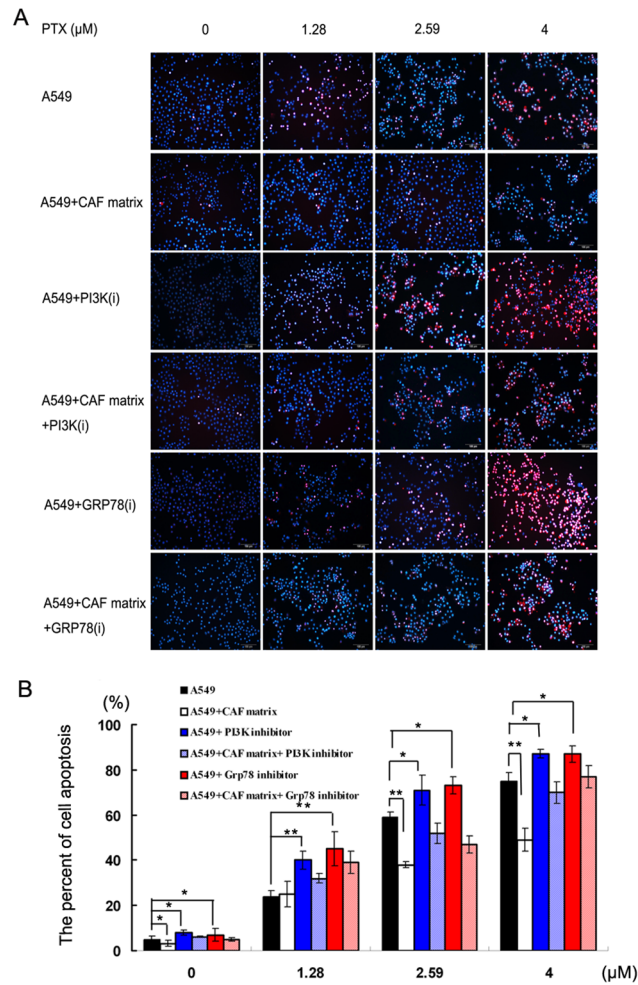 A
PTX (μM) 0 1.28 2.59 4
A549
A549+CAF matrix
A549+PI3K(i)
A549+CAF matrix
+PI3K(i)
A549+GRP78(i)
A549+CAF matrix
+GRP78(i)
B
(%)
The percent of cell apoptosis
100
80
60
40
20
0
A549
A549+CAF matrix
A549+ PI3K inhibitor
A549+CAF matrix+ PI3K inhibitor
A549+ Grp78 inhibitor
A549+CAF matrix+ Grp78 inhibitor
* * *
** **
** * *
** * *
0 1.28 2.59 4 (μM)